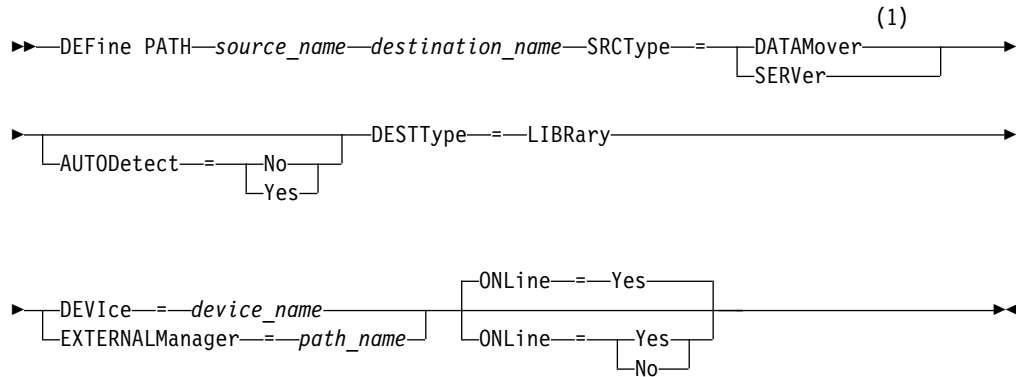 (1)
DEFine PATH source_name destination_name SRCType = DATAMover
SERVer
DESTType = LIBRary
AUTODetect = No
Yes
ONLine = Yes
DEVIce = device_name
EXTERNALManager = path_name ONLine = Yes
No